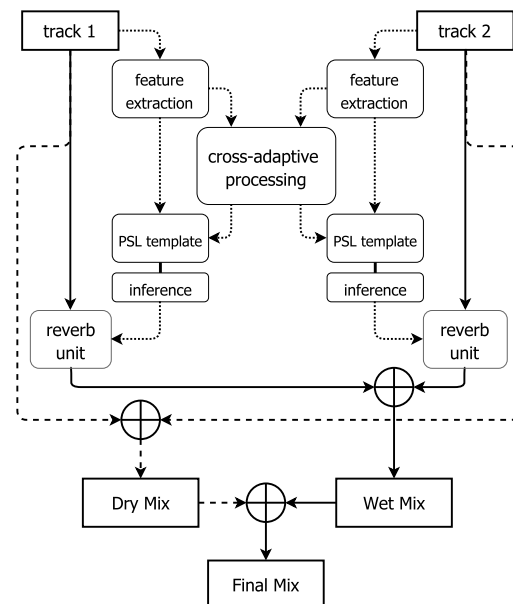 track 1
track 2
feature
extraction
feature
extraction
cross-adaptive
processing
PSL template
PSL template
inference
inference
reverb
unit
reverb
unit
Dry Mix
Wet Mix
Final Mix